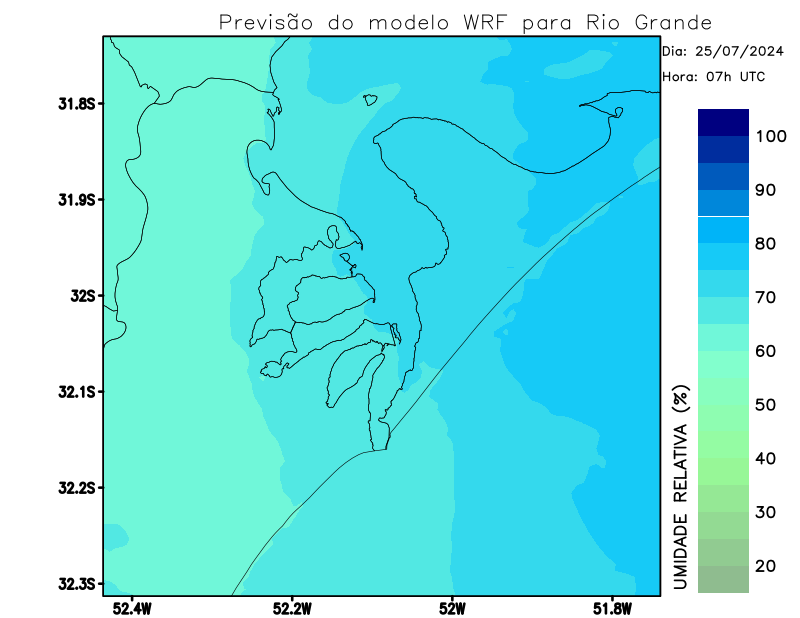 Previsão do modelo WRF para Rio Grande
Dia: 25/07/2024
Hora: 07h UTC
31.8S
31.9S
32S
32.1S
32.2S
32.3S
52.4W
52.2W
52W
51.8W
UMIDADE RELATIVA (%)
100
90
80
70
60
50
40
30
20